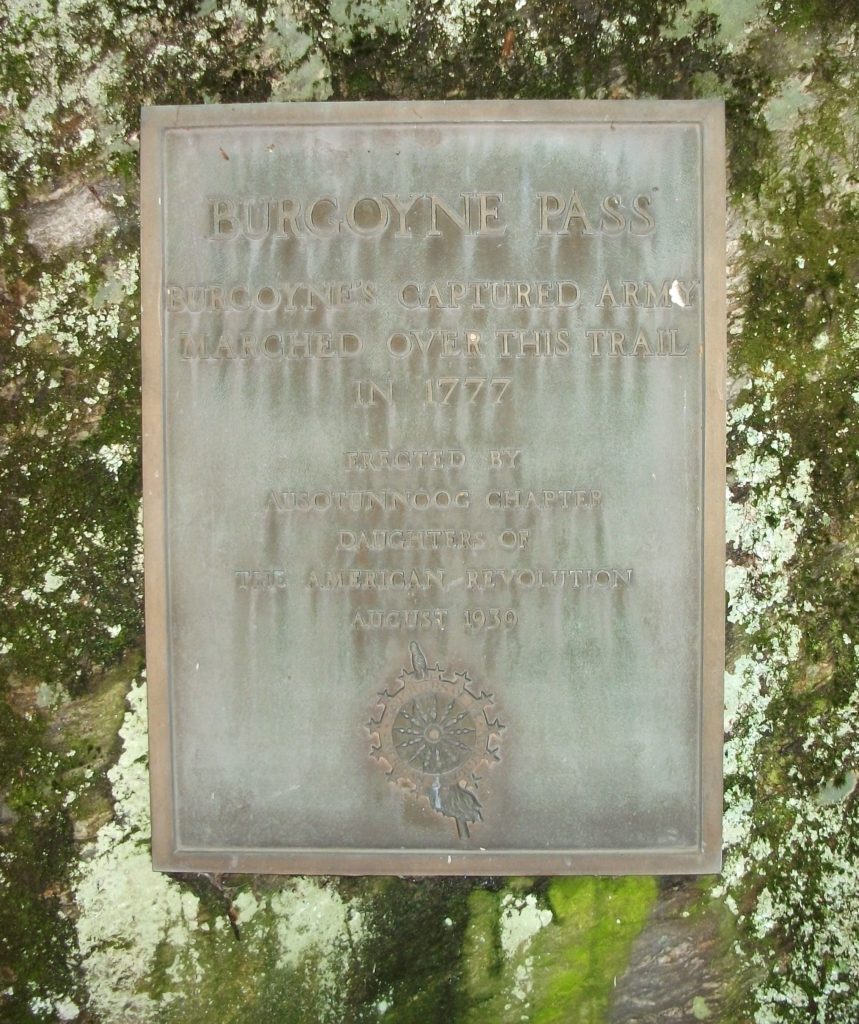 BURGOYNE PASS
BURGOYNE'S CAPTURED ARMY
MARCHED OVER THIS TRAIL
IN 1777
ERECTED BY
AUSOTUNNOOG CHAPTER
DAUGHTERS OF
THE AMERICAN REVOLUTION
AUGUST 1930